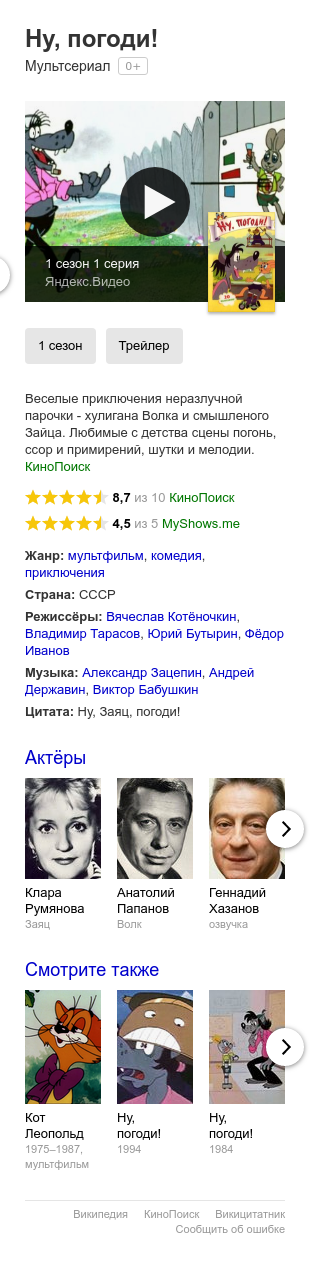 Ну, погоди!
Мультсериал 0+
Ну, погоди!
1 сезон 1 серия
Яндекс.Видео
1 сезон Трейлер
Веселые приключения неразлучной
парочки - хулигана Волка и смышленого
Зайца. Любимые с детства сцены погонь,
ссор и примирений, шутки и мелодии.
КиноПоиск
8,7 из 10 КиноПоиск
4,5 из 5 MyShows.me
Жанр: мультфильм, комедия,
приключения
Страна: СССР
Режиссёры: Вячеслав Котёночкин,
Владимир Тарасов, Юрий Бутырин, Фёдор
Иванов
Музыка: Александр Зацепин, Андрей
Державин, Виктор Бабушкин
Цитата: Ну, Заяц, погоди!
Актёры
Клара
Румянова
Заяц
Анатолий
Папанов
Волк
Геннадий
Хазанов
озвучка
Смотрите также
Кот
Леопольд
1975–1987,
мультфильм
Ну,
погоди!
1994
Ну,
погоди!
1984
Википедия КиноПоиск Викицитатник
Сообщить об ошибке